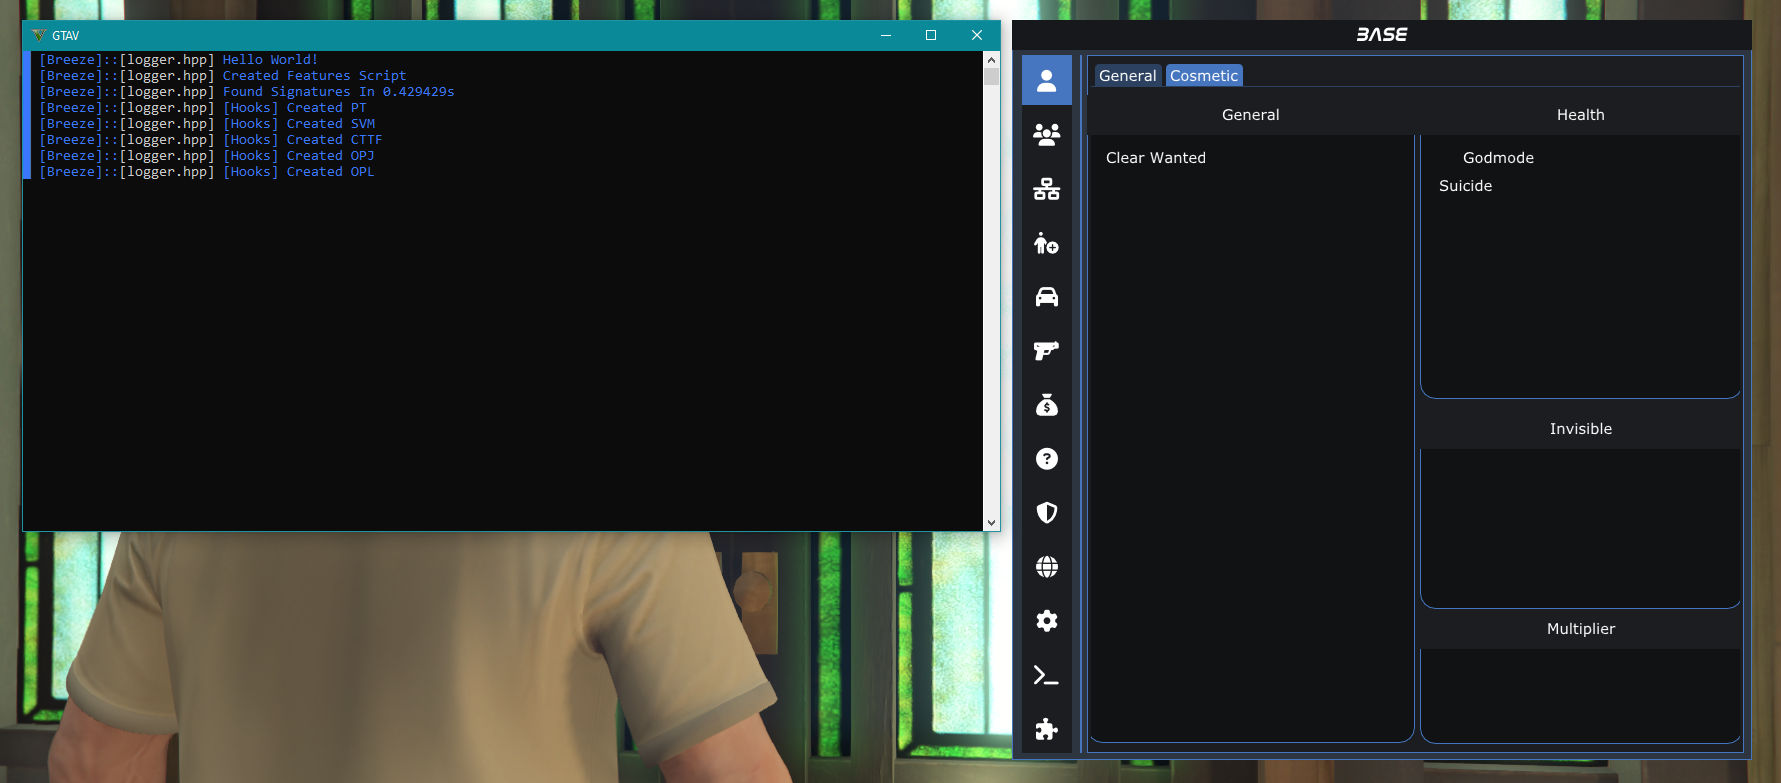 GTAV
[Breeze]::[logger.hpp] Hello World!
[Breeze]::[logger.hpp] Created Features Script
[Breeze]::[logger.hpp] Found Signatures In 0.429429s
[Breeze]::[logger.hpp] [Hooks] Created PT
[Breeze]::[logger.hpp] [Hooks] Created SVM
[Breeze]::[logger.hpp] [Hooks] Created CTTF
[Breeze]::[logger.hpp] [Hooks] Created OPJ
[Breeze]::[logger.hpp] [Hooks] Created OPL
BASE
General Cosmetic
General
Clear Wanted
Health
Godmode
Suicide
Invisible
Multiplier